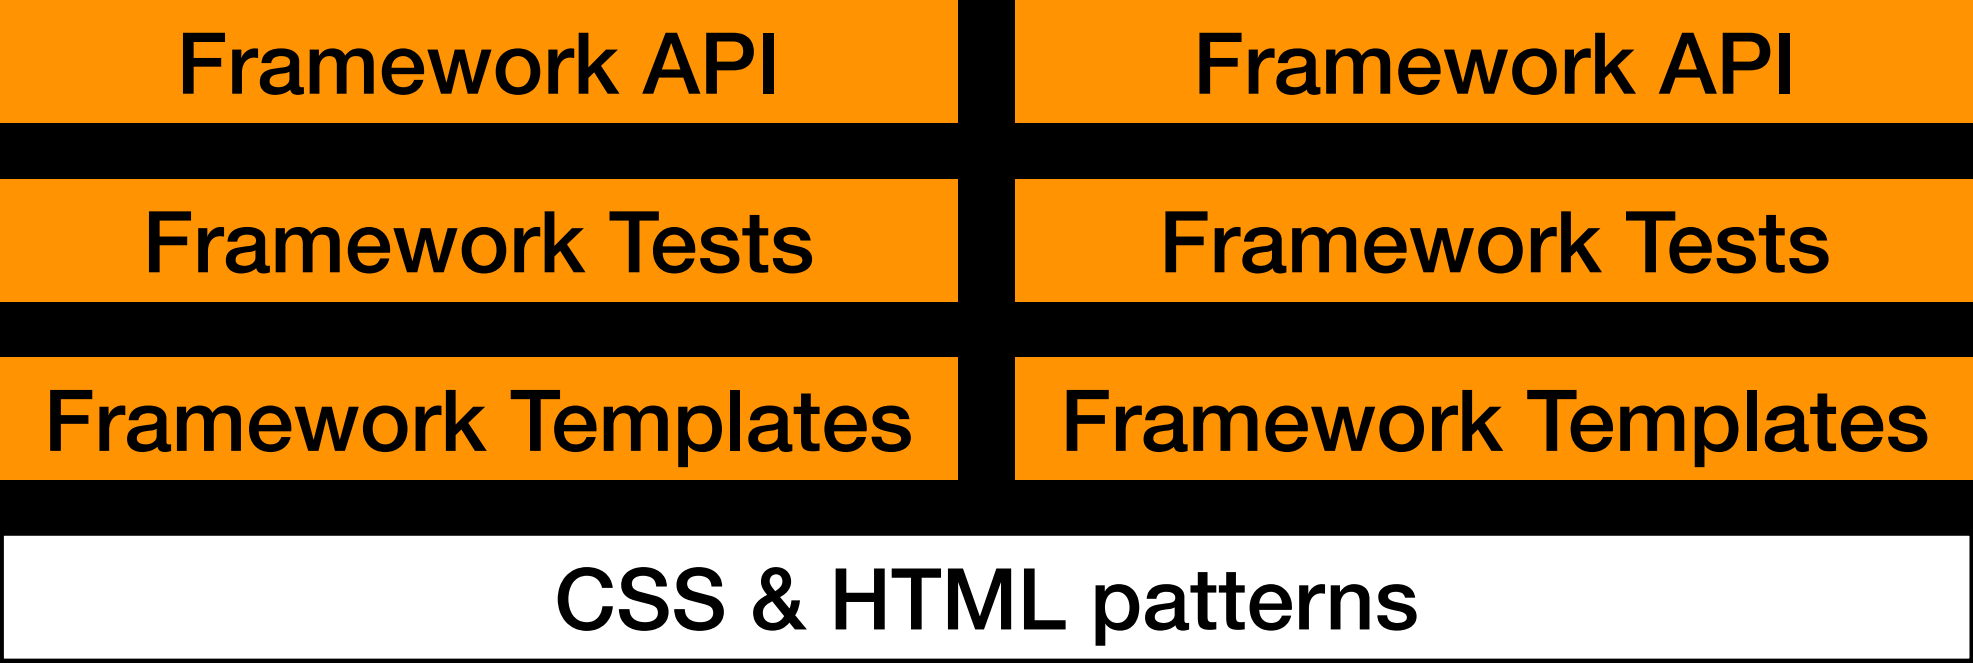 Framework API
Framework API
Framework Tests
Framework Tests
Framework Templates
Framework Templates
CSS & HTML patterns